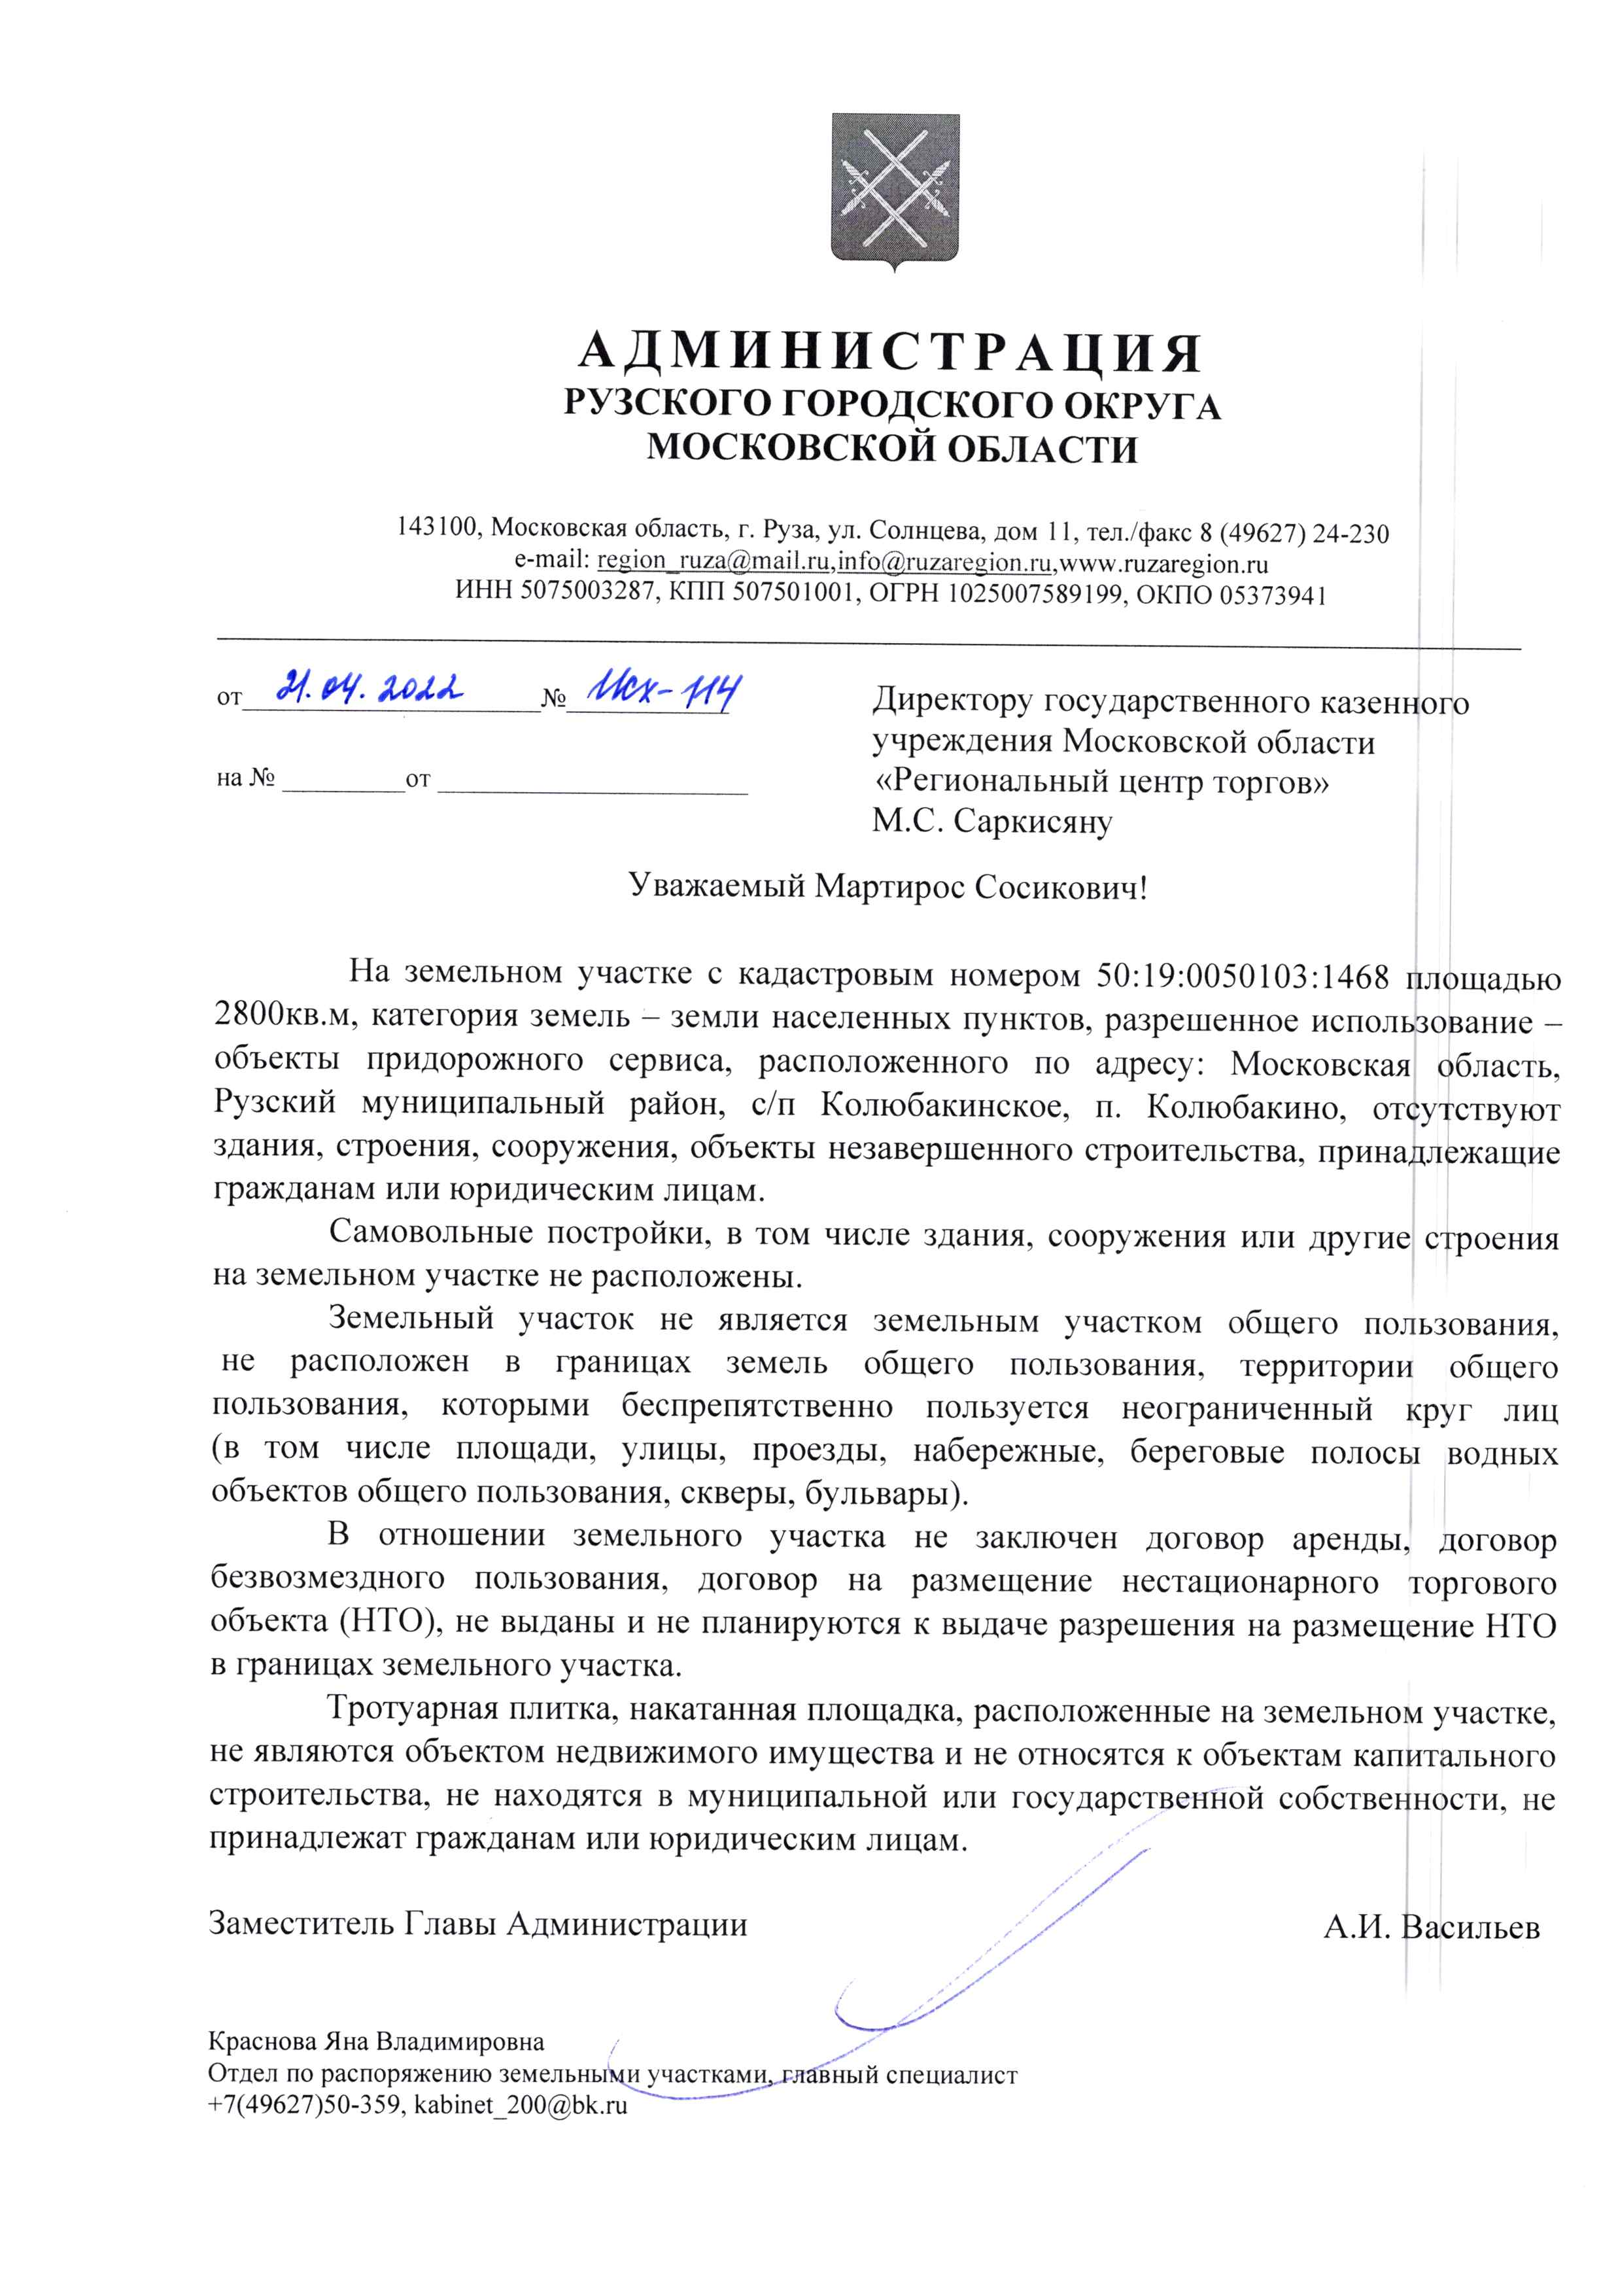 АДМИНИСТРАЦИЯ
РУЗСКОГО ГОРОДСКОГО ОКРУГА
МОСКОВСКОЙ ОБЛАСТИ
143100, Московская область, г. Руза, ул. Солнцева, дом 11, тел./факс 8 (49627) 24-230
e-mail: region_ruza@mail.ru,info@ruzaregion.ru,www.ruzaregion.ru
ИНН 5075003287, КПП 507501001, ОГРН 1025007589199, ОКПО 05373941
от 21.04.2022 № Исх-114
на № __________от
Директору государственного казенного
учреждения Московской области
«Региональный центр торгов»
М.С. Саркисяну
Уважаемый Мартирос Сосикович!
На земельном участке с кадастровым номером 50:19:0050103:1468 площадью
2800кв.м, категория земель – земли населенных пунктов, разрешенное использование –
объекты придорожного сервиса, расположенного по адресу: Московская область,
Рузский муниципальный район, с/п Колюбакинское, п. Колюбакино, отсутствуют
здания, строения, сооружения, объекты незавершенного строительства, принадлежащие
гражданам или юридическим лицам.
Самовольные постройки, в том числе здания, сооружения или другие строения
на земельном участке не расположены.
Земельный участок не является земельным участком общего пользования,
не расположен в границах земель общего пользования, территории общего
пользования, которыми беспрепятственно пользуется неограниченный круг лиц
(в том числе площади, улицы, проезды, набережные, береговые полосы водных
объектов общего пользования, скверы, бульвары).
В отношении земельного участка не заключен договор аренды, договор
безвозмездного пользования, договор на размещение нестационарного торгового
объекта (НТО), не выданы и не планируются к выдаче разрешения на размещение НТО
в границах земельного участка.
Тротуарная плитка, накатанная площадка, расположенные на земельном участке,
не являются объектом недвижимого имущества и не относятся к объектам капитального
строительства, не находятся в муниципальной или государственной собственности, не
принадлежат гражданам или юридическим лицам.
Заместитель Главы Администрации А.И. Васильев
Краснова Яна Владимировна
Отдел по распоряжению земельными участками, главный специалист
+7(49627)50-359, kabinet_200@bk.ru